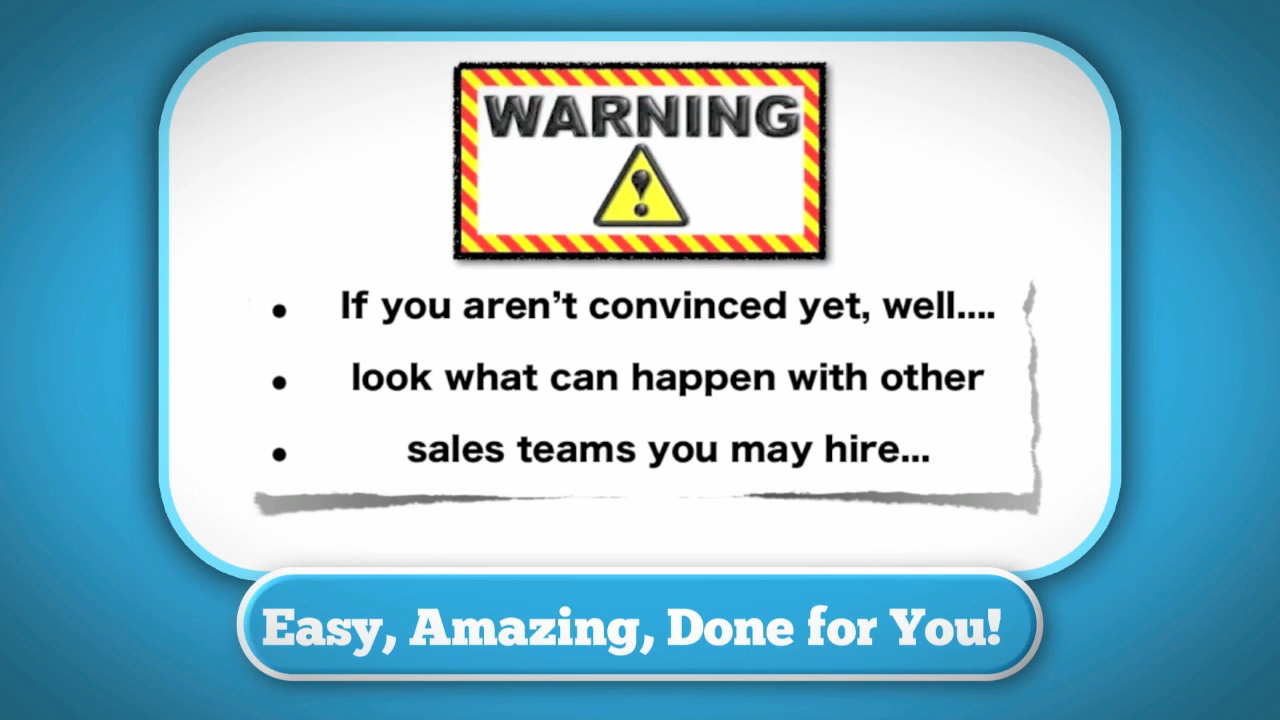 WARNING
• If you aren't convinced yet, well....
• look what can happen with other
• sales teams you may hire...
Easy, Amazing, Done for You!